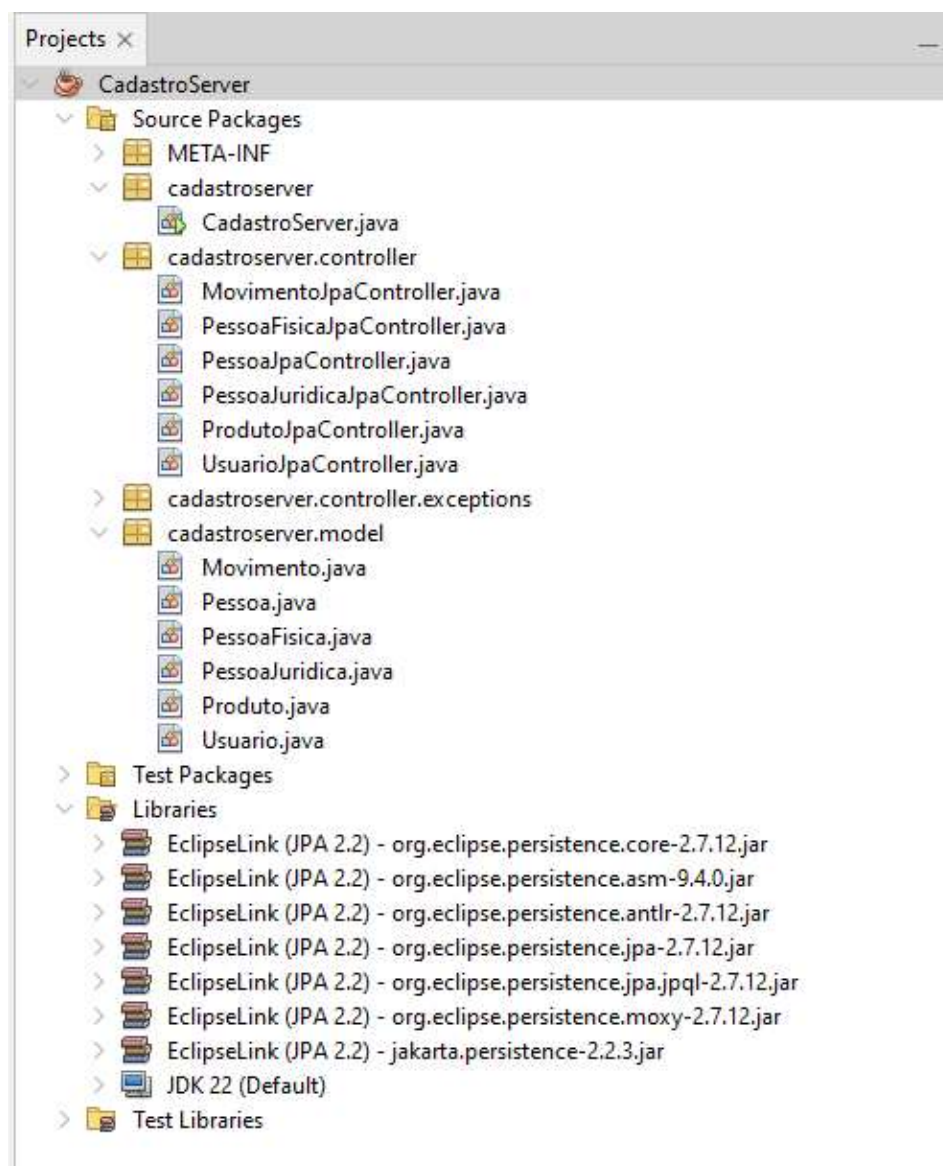 Projects
CadastroServer
Source Packages
META-INF
cadastroserver
CadastroServer.java
cadastroserver.controller
MovimentoJpaController.java
PessoaFisicaJpaController.java
PessoaJpaController.java
PessoaJuridicaJpaController.java
ProdutoJpaController.java
UsuarioJpaController.java
cadastroserver.controller.exceptions
cadastroserver.model
Movimento.java
Pessoa.java
PessoaFisica.java
PessoaJuridica.java
Produto.java
Usuario.java
Test Packages
Libraries
EclipseLink (JPA 2.2) - org.eclipse.persistence.core-2.7.12.jar
EclipseLink (JPA 2.2) - org.eclipse.persistence.asm-9.4.0.jar
EclipseLink (JPA 2.2) - org.eclipse.persistence.antlr-2.7.12.jar
EclipseLink (JPA 2.2) - org.eclipse.persistence.jpa-2.7.12.jar
EclipseLink (JPA 2.2) - org.eclipse.persistence.jpa.jpql-2.7.12.jar
EclipseLink (JPA 2.2) - org.eclipse.persistence.moxy-2.7.12.jar
EclipseLink (JPA 2.2) - jakarta.persistence-2.2.3.jar
JDK 22 (Default)
Test Libraries